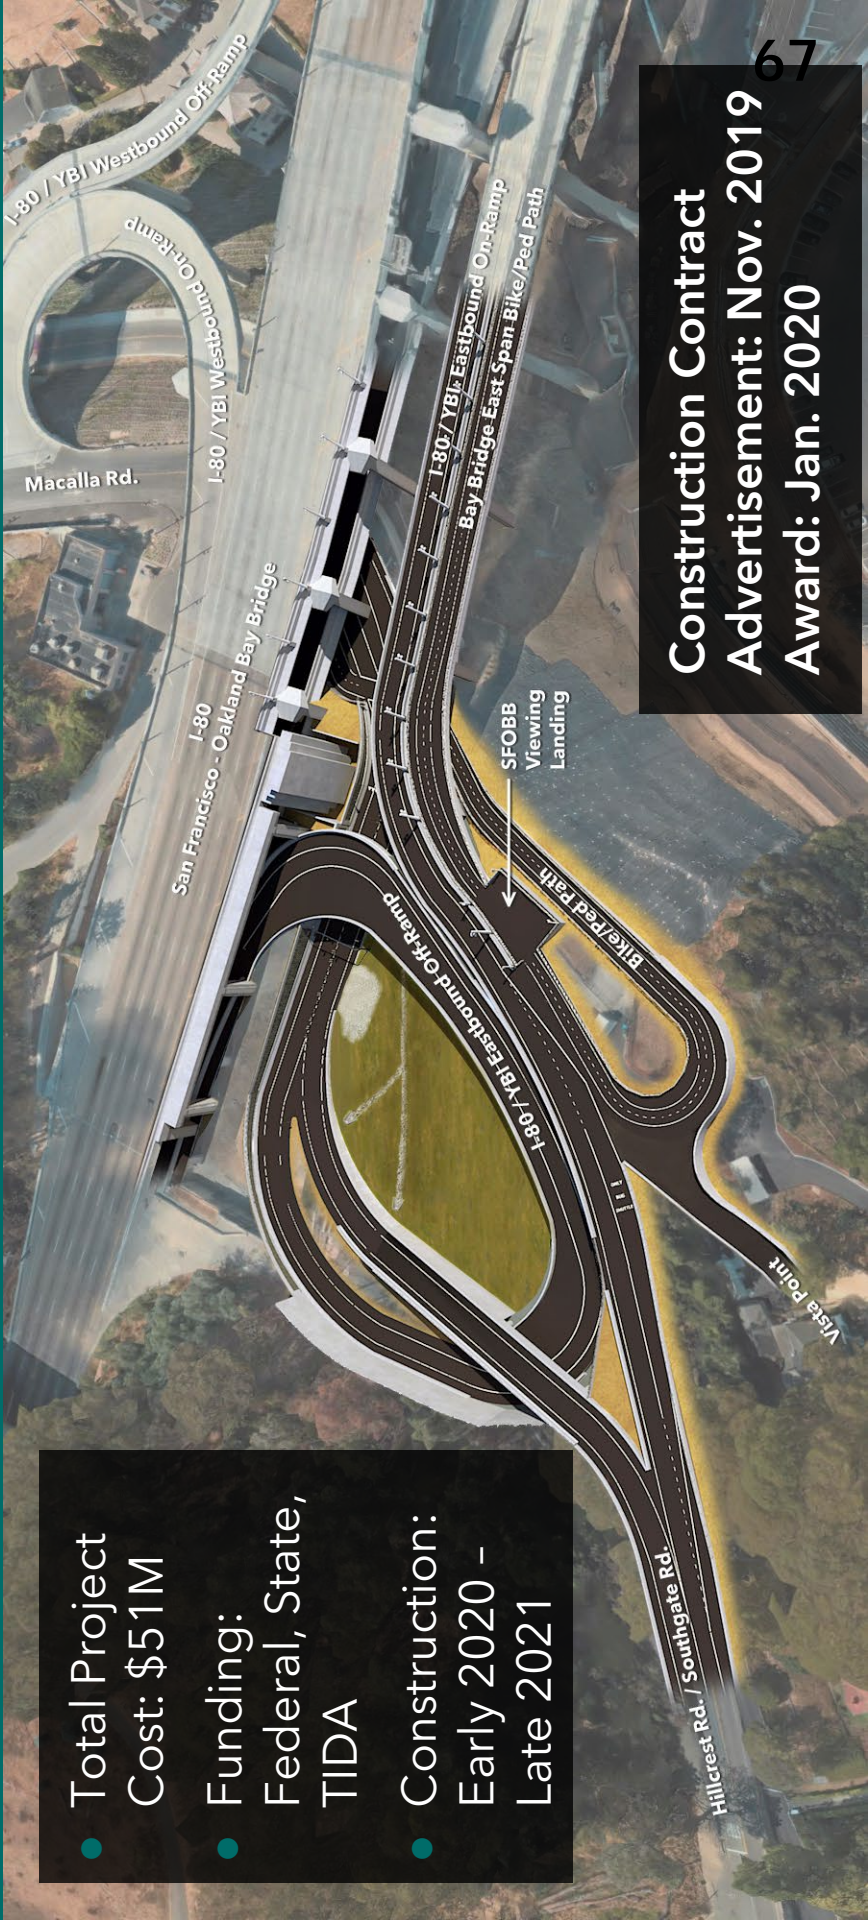 67
Total Project
Cost: $51M
Funding:
Federal, State,
TIDA
Construction:
Early 2020 –
Late 2021
Construction Contract
Advertisement: Nov. 2019
Award: Jan. 2020
I-80 / YBI Westbound Off-Ramp
I-80 / YBI Westbound On-Ramp
Macalla Rd.
I-80
San Francisco - Oakland Bay Bridge
I-80 / YBI Eastbound On-Ramp
Bay Bridge East Span Bike/Ped Path
SFOBB
Viewing
Landing
Bike/Ped Path
I-80 / YBI Eastbound Off-Ramp
ONLY
BUS
SHUTTLE
Vista Point
Hillcrest Rd. / Southgate Rd.